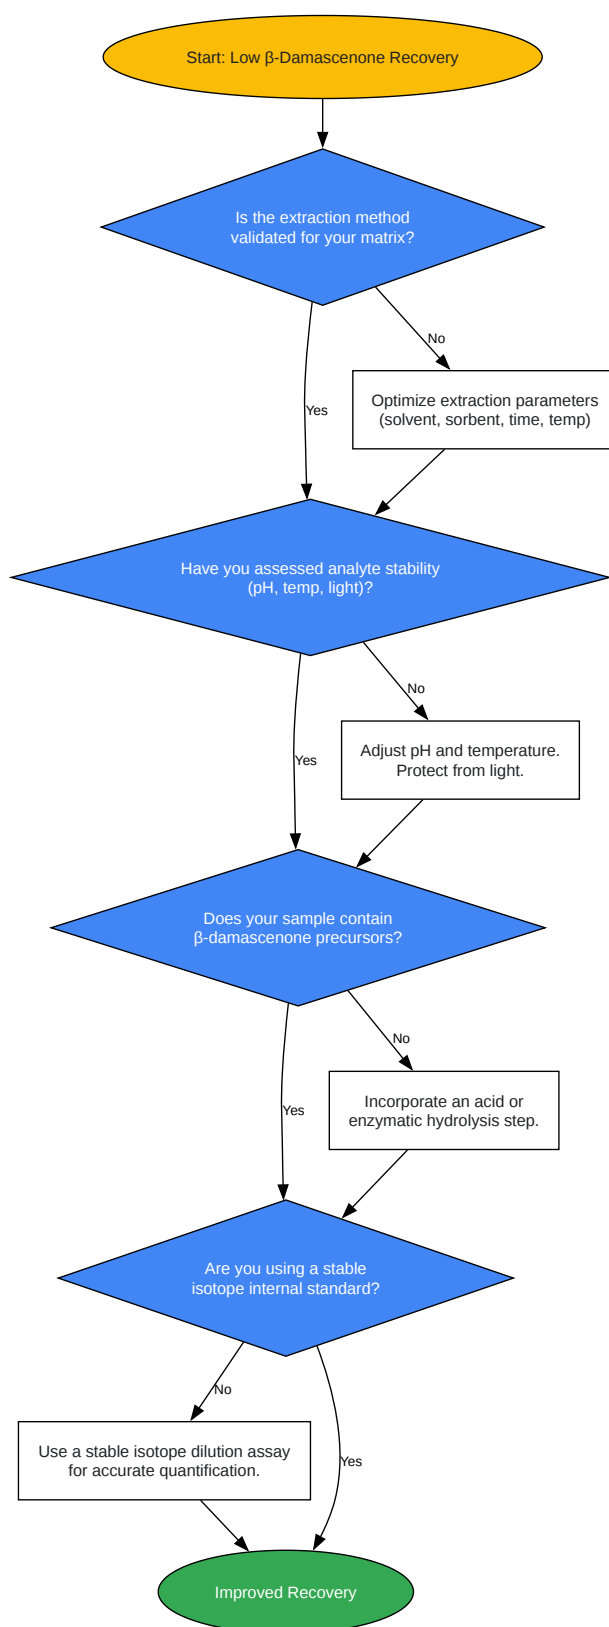 Start: Low β-Damascenone Recovery
Is the extraction method
validated for your matrix?
No
Yes
Optimize extraction parameters
(solvent, sorbent, time, temp)
Have you assessed analyte stability
(pH, temp, light)?
No
Yes
Adjust pH and temperature.
Protect from light.
Does your sample contain
β-damascenone precursors?
No
Yes
Incorporate an acid or
enzymatic hydrolysis step.
Are you using a stable
isotope internal standard?
No
Yes
Use a stable isotope dilution assay
for accurate quantification.
Improved Recovery